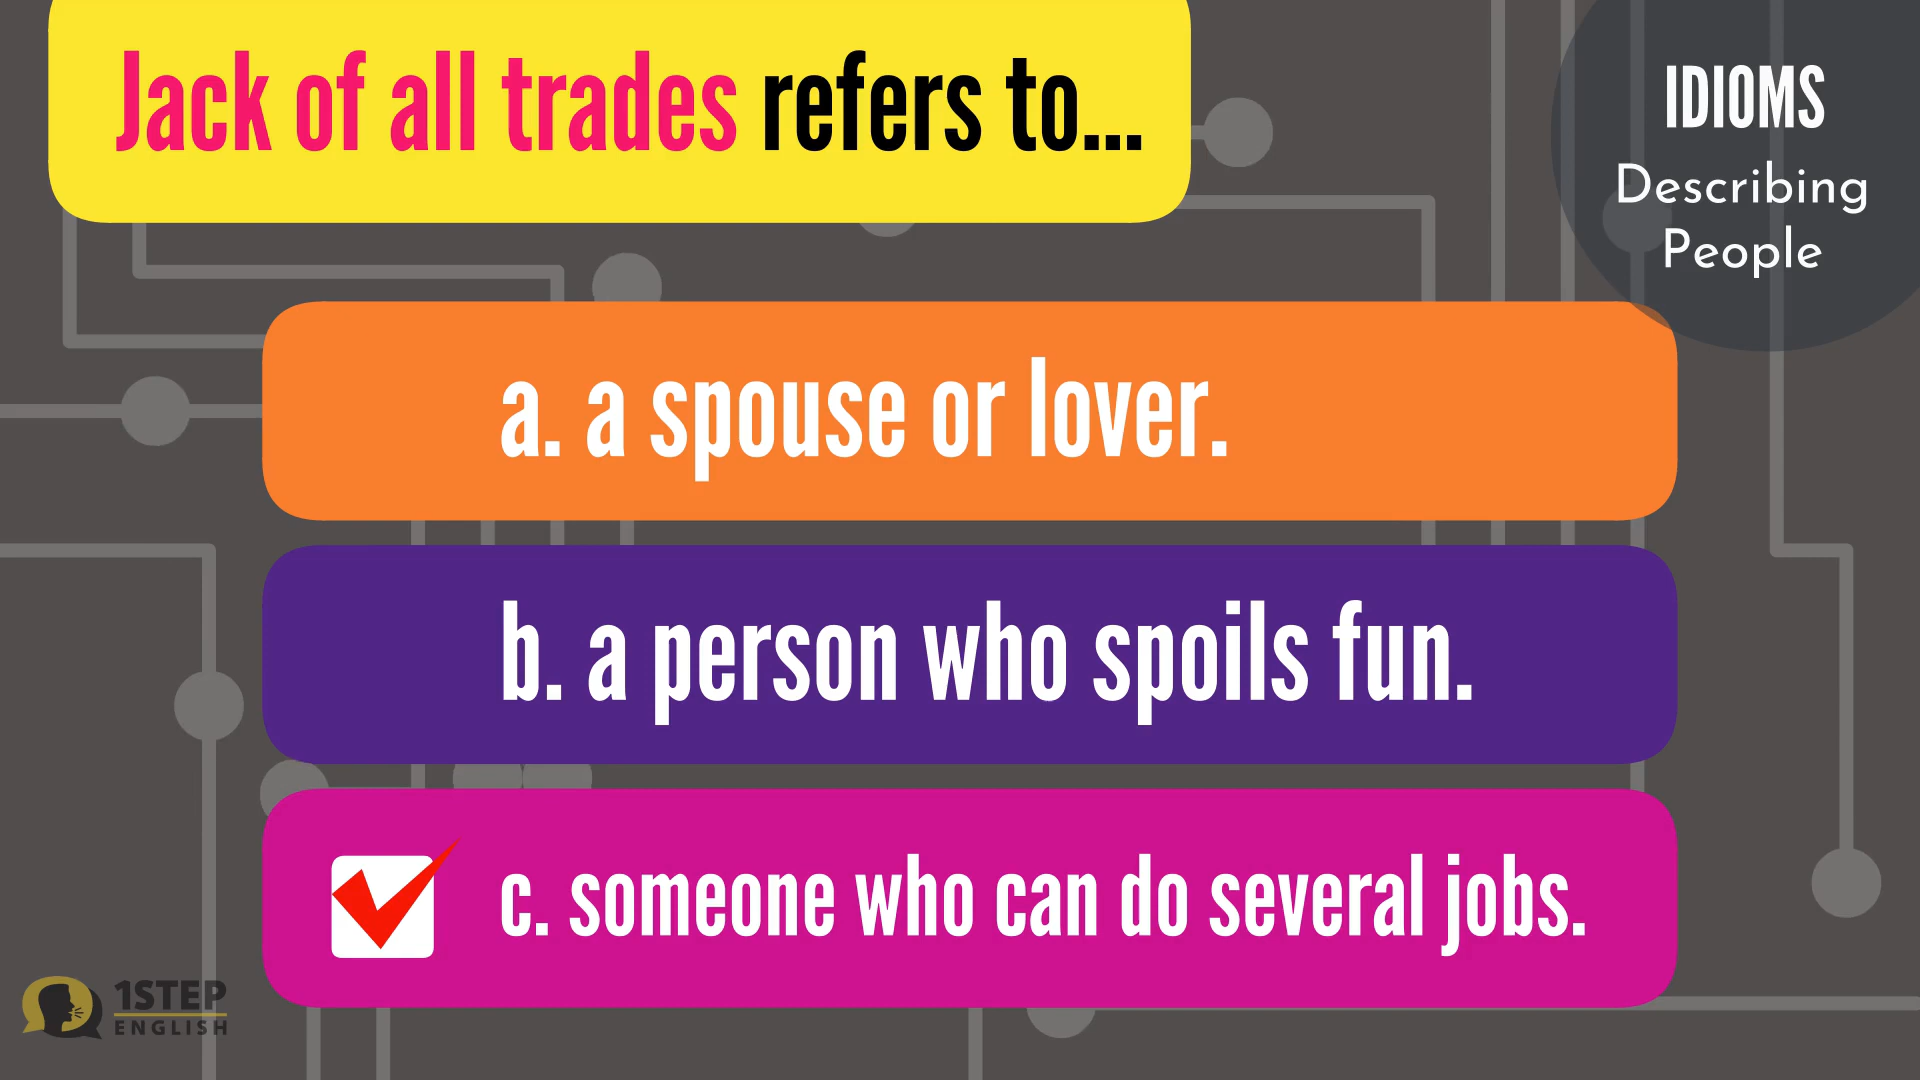 Jack of all trades refers to...
IDIOMS
Describing
People
a. a spouse or lover.
b. a person who spoils fun.
c. someone who can do several jobs.
1STEP
ENGLISH